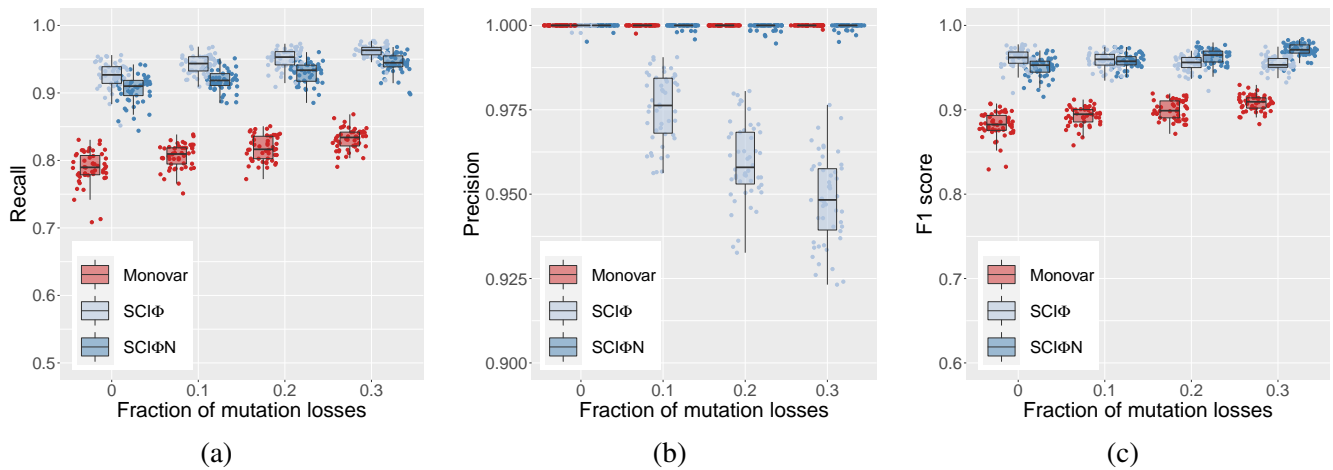 1.0
0.9
0.8
0.7
0.6
0.5
Recall
Monovar
SCIΦ
SCIΦN
0
0.1
0.2
0.3
Fraction of mutation losses
(a)
1.000
0.975
0.950
0.925
0.900
Precision
Monovar
SCIΦ
SCIΦN
0
0.1
0.2
0.3
Fraction of mutation losses
(b)
1.0
0.9
0.8
0.7
0.6
F1 score
Monovar
SCIΦ
SCIΦN
0
0.1
0.2
0.3
Fraction of mutation losses
(c)